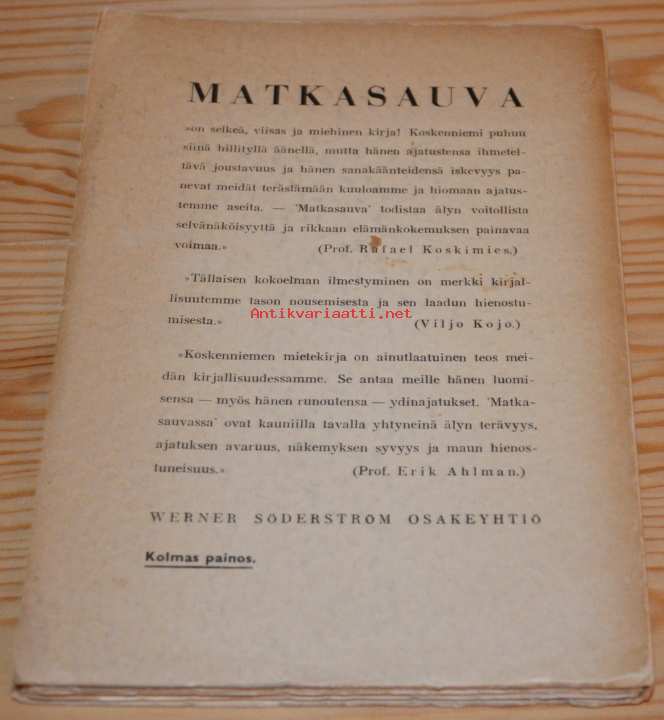 MATKASAUVA
»on selkeä, viisas ja miehinen kirja! Koskenniemi puhuu
siinä hillityllä äänellä, mutta hänen ajatustensa ihmetel-
tävä joustavuus ja hänen sanakäänteidensä iskevyys pa-
nevat meidät teräslämään kuuloamme ja hiomaan ajatus-
temme aseita. — 'Matkasauva' todistaa älyn voitollista
selvänäköisyyttä ja rikkaan elämänkokemuksen painavaa
voimaa.» (Prof. Rafael Koskimies.)
»Tällaisen kokoelman ilmestyminen on merkki kirjal-
lisuutemme tason nousemisesta ja sen laadun hienostu-
misesta.» (Viljo Kojo.)
Antikvariaatti.net
»Koskenniemen mietekirja on ainutlaatuinen teos mei-
dän kirjallisuudessamme. Se antaa meille hänen luomi-
sensa — myös hänen runoutensa — ydinajatukset. 'Matka-
sauvassa' ovat kauniilla tavalla yhtyneinä älyn terävyys,
ajatuksen avaruus, näkemyksen syvyys ja maun hienos-
tuneisuus.» (Prof. Erik Ahlman.)
WERNER SÖDERSTRÖM OSAKEYHTIÖ
Kolmas painos.